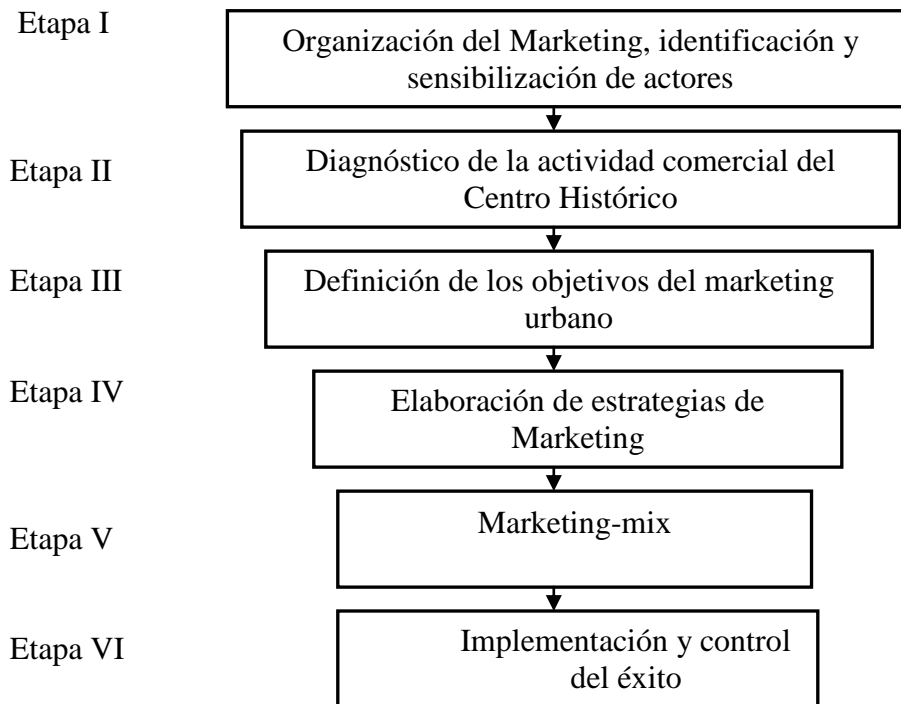 Etapa I
Organización del Marketing, identificación y
sensibilización de actores
Etapa II
Diagnóstico de la actividad comercial del
Centro Histórico
Etapa III
Definición de los objetivos del marketing
urbano
Etapa IV
Elaboración de estrategias de
Marketing
Etapa V
Marketing-mix
Etapa VI
Implementación y control
del éxito